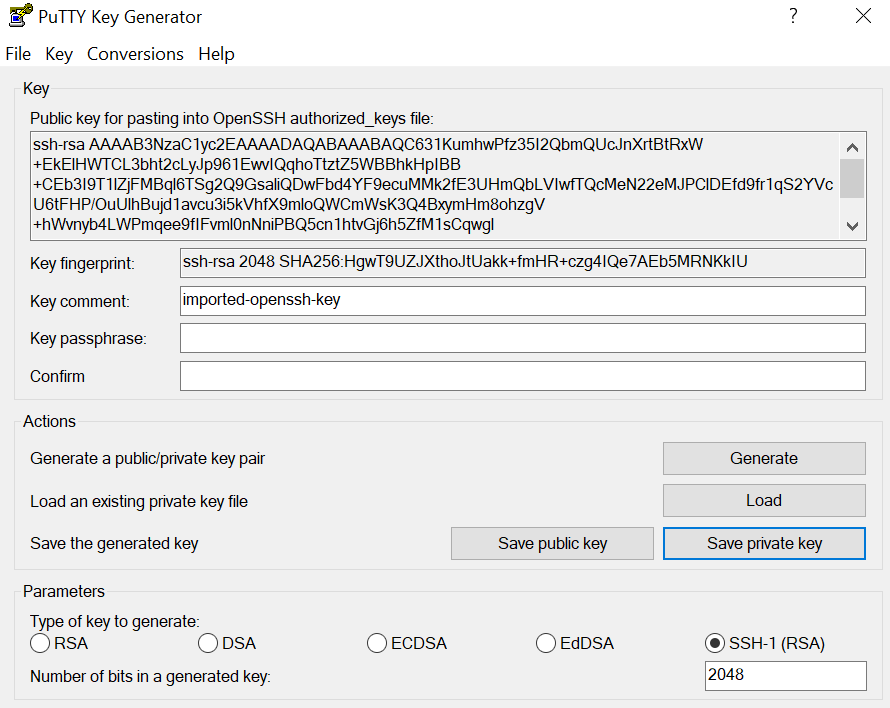 PuTTY Key Generator
?
File Key Conversions Help
Key
Public key for pasting into OpenSSH authorized_keys file:
ssh-rsa AAAAB3NzaC1yc2EAAAADAQABAAABAQC631KumhwPfz35I2QbmQUcJnXrtBtRxW
+EkElHWTCL3bht2cLyJp961EwvlQqhoTtztZ5WBBhkHpIBB
+CEb3I9T1lZjFMBql6TSg2Q9GsaliQDwFbd4YF9ecuMMk2fE3UHmQbLVIwfTQcMeN22eMJPClDEfd9fr1qS2YVc
U6tFHP/OuUlhBujd1avcu3i5kVhfX9mloQWCmWsK3Q4BxymHm8ohzgV
+hWvnyb4LWPmqee9fIFvml0nNniPBQ5cn1htvGj6h5ZfM1sCqwgl
Key fingerprint:
ssh-rsa 2048 SHA256:HgwT9UZJXthoJtUakk+fmHR+czg4IQe7AEb5MRNKkIU
Key comment:
imported-openssh-key
Key passphrase:
Confirm
Actions
Generate a public/private key pair
Generate
Load an existing private key file
Load
Save the generated key
Save public key
Save private key
Parameters
Type of key to generate:
RSA DSA ECDSA EdDSA SSH-1 (RSA)
Number of bits in a generated key:
2048